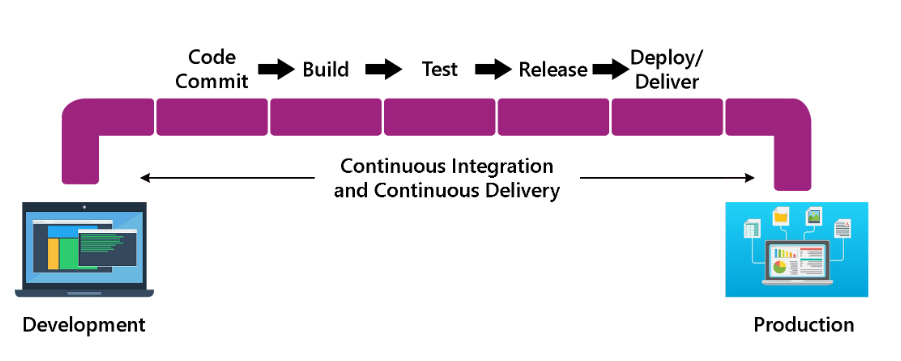 Code
Commit
Build
Test
Release
Deploy/
Deliver
Continuous Integration
and Continuous Delivery
Development
Production